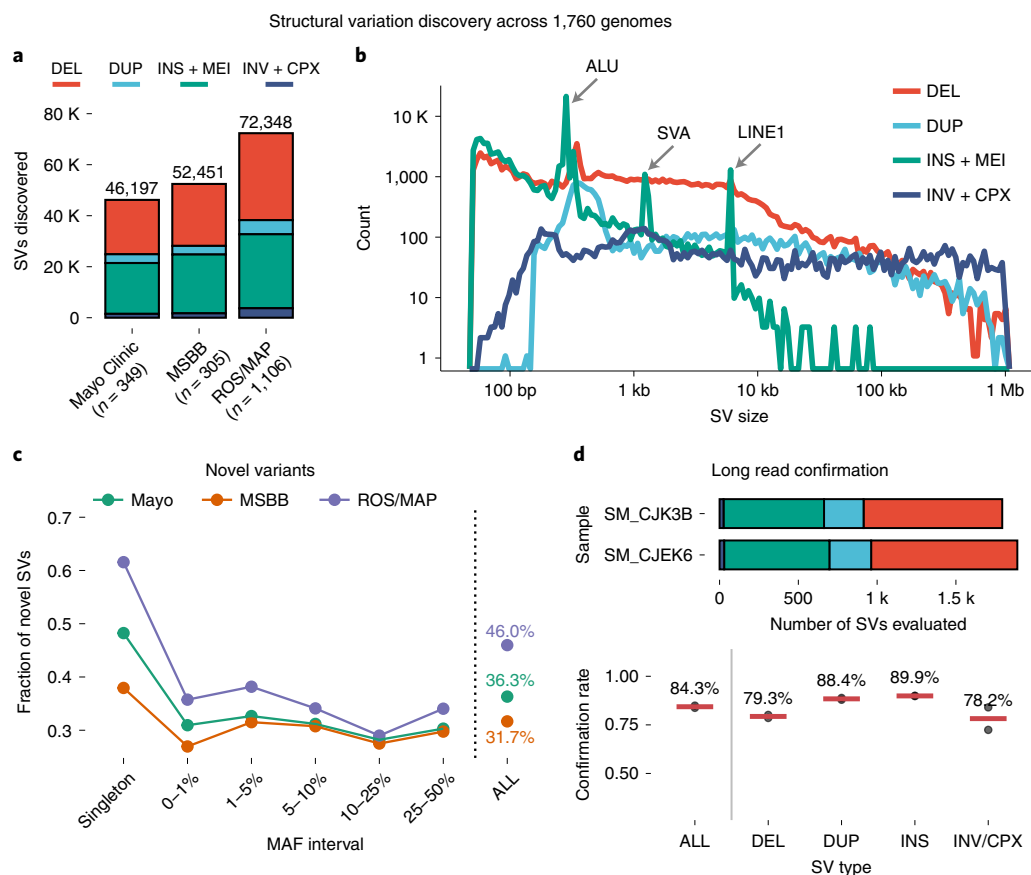 Structural variation discovery across 1,760 genomes
a
DEL DUP INS + MEI INV + CPX
80 K
60 K
40 K
20 K
0
SVs discovered
46,197
52,451
72,348
Mayo Clinic
(n = 349)
MSBB
(n = 305)
ROS/MAP
(n = 1,106)
b
ALU
SVA
LINE1
DEL
DUP
INS + MEI
INV + CPX
10 K
1,000
100
10
1
Count
100 bp 1 kb 10 kb 100 kb 1 Mb
SV size
c
Novel variants
Mayo MSBB ROS/MAP
0.7
0.6
0.5
0.4
0.3
Fraction of novel SVs
46.0%
36.3%
31.7%
Singleton 0–1% 1–5% 5–10% 10–25% 25–50% ALL
MAF interval
d
Long read confirmation
Sample
SM_CJK3B
SM_CJEK6
0 500 1 k 1.5 k
Number of SVs evaluated
1.00
0.75
0.50
Confirmation rate
84.3% 79.3% 88.4% 89.9% 78.2%
ALL DEL DUP INS INV/CPX
SV type